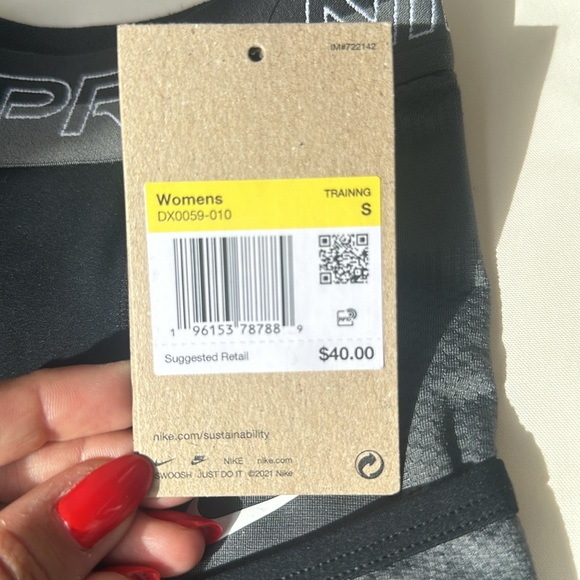 PR
IM#722142
Womens
TRAINNG
DX0059-010
S
1 96153 78788 9
Suggested Retail
$40.00
nike.com/sustainability
NIKE nike.com
SWOOSH JUST DO IT ©2021 Nike